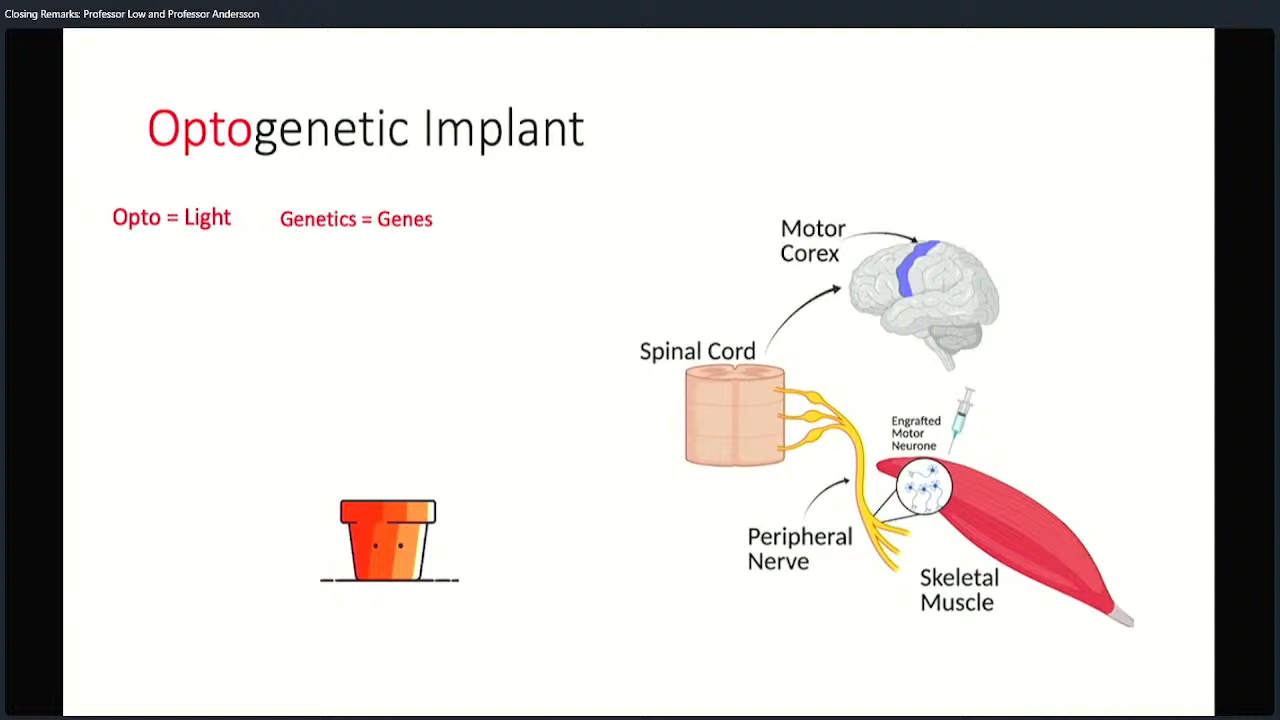 Closing Remarks: Professor Low and Professor Andersson
Optogenetic Implant
Opto = Light
Genetics = Genes
Motor
Corex
Spinal Cord
Engrafted
Motor
Neurone
Peripheral
Nerve
Skeletal
Muscle